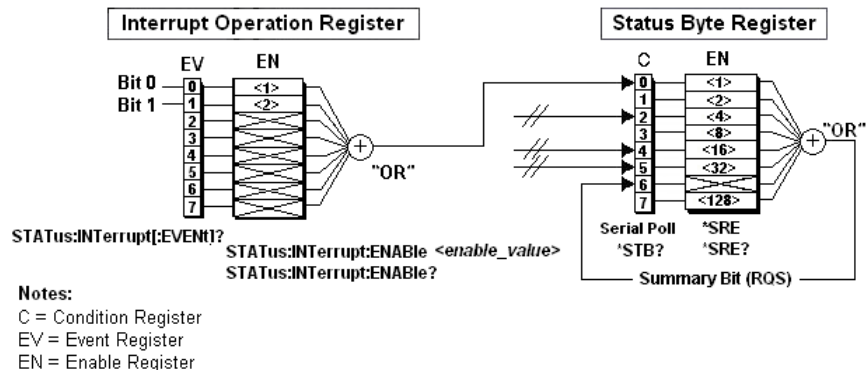 Interrupt Operation Register
Status Byte Register
EV
EN
Bit 0
Bit 1
0
1
2
3
4
5
6
7
<1>
<2>
+
"OR"
STATus:INTerrupt[:EVENt]?
STATus:INTerrupt:ENABle <enable_value>
STATus:INTerrupt:ENABle?
C
EN
0
1
2
3
4
5
6
7
<1>
<2>
<4>
<8>
<16>
<32>
<128>
+
"OR"
Serial Poll
*STB?
*SRE
*SRE?
Summary Bit (RQS)
Notes:
C = Condition Register
EV = Event Register
EN = Enable Register